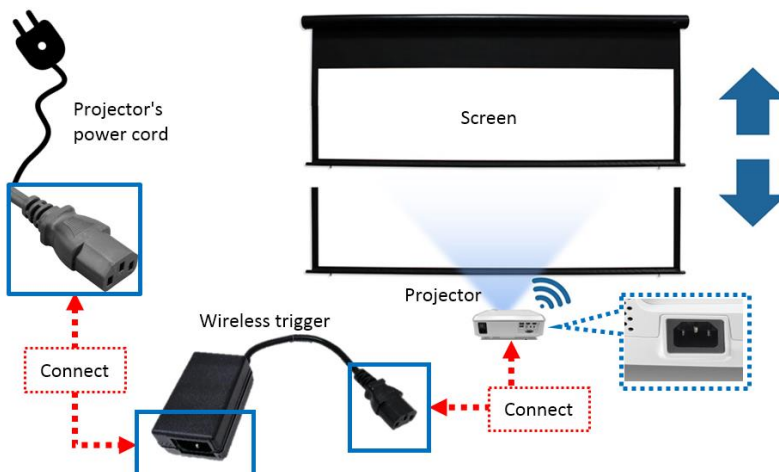 Projector's
power cord
Screen
Projector
Wireless trigger
Connect
Connect